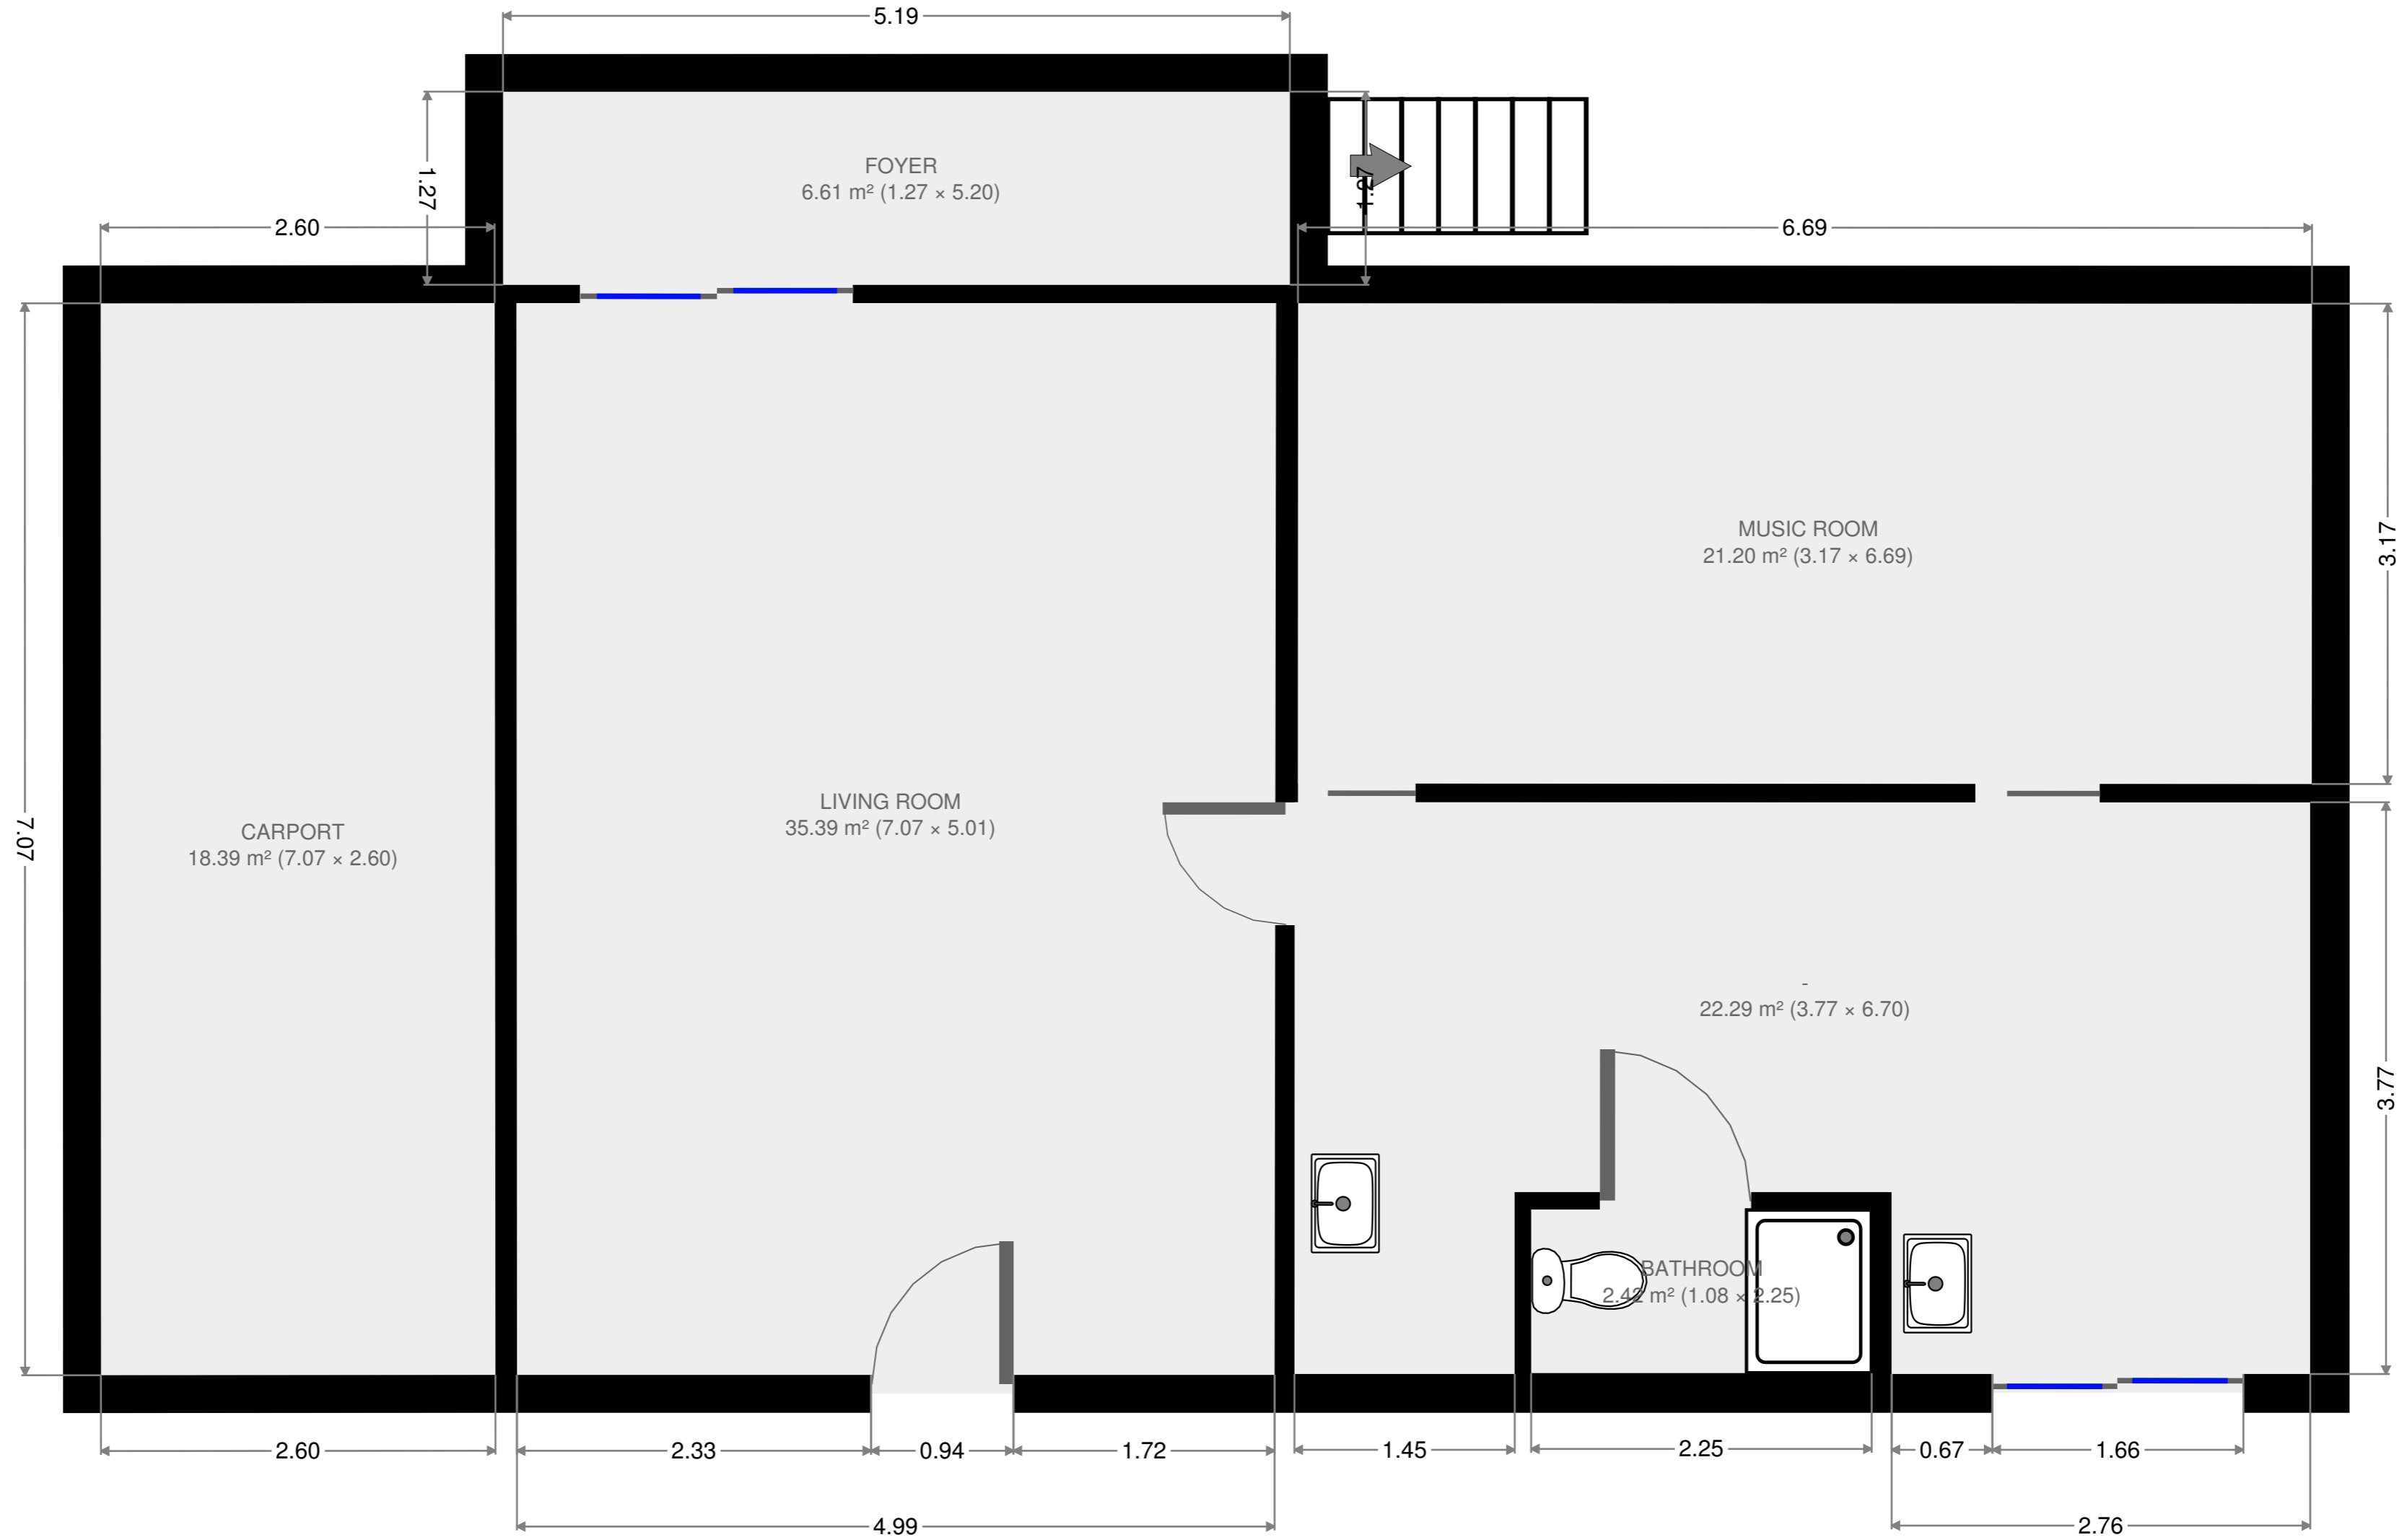 5.19
FOYER
6.61 m² (1.27 × 5.20)
1.27
1.27
2.60
6.69
MUSIC ROOM
21.20 m² (3.17 × 6.69)
3.17
LIVING ROOM
35.39 m² (7.07 × 5.01)
CARPORT
18.39 m² (7.07 × 2.60)
7.07
-
22.29 m² (3.77 × 6.70)
3.77
BATHROOM
2.42 m² (1.08 × 2.25)
2.60
2.33
0.94
1.72
1.45
2.25
0.67
1.66
4.99
2.76